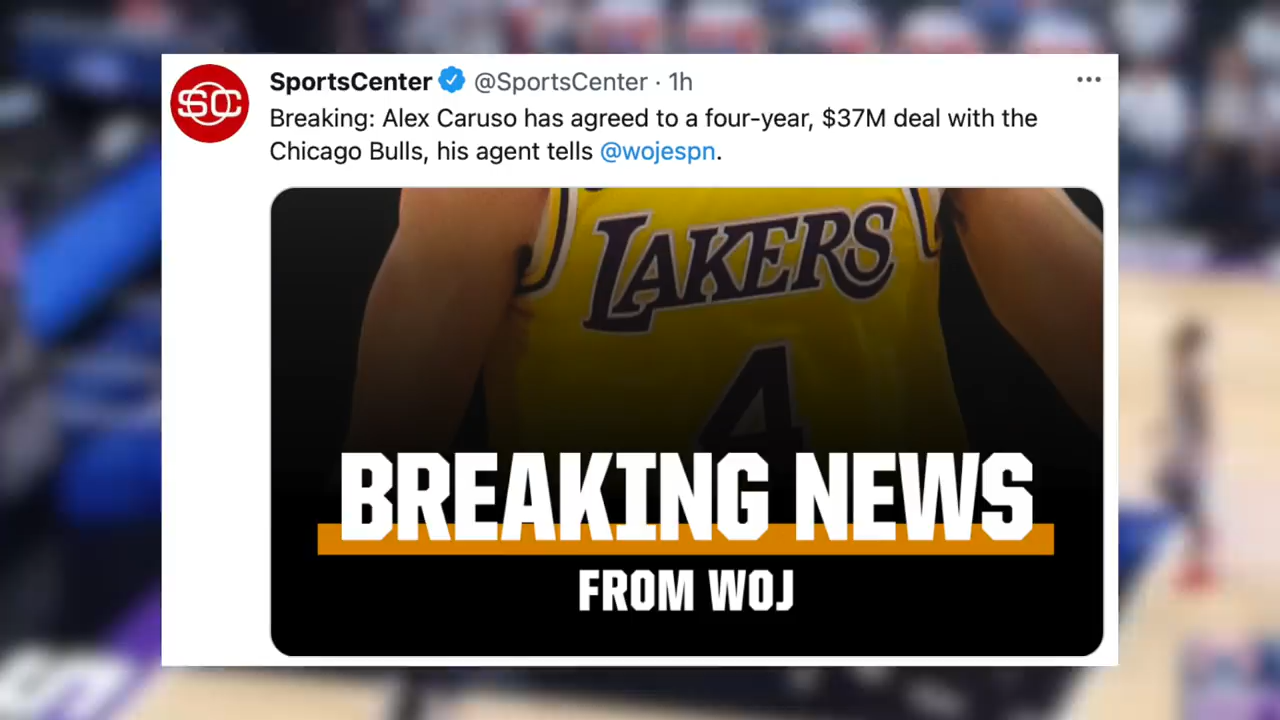 SC
SportsCenter @SportsCenter · 1h
Breaking: Alex Caruso has agreed to a four-year, $37M deal with the
Chicago Bulls, his agent tells @wojespn.
LAKERS
4
BREAKING NEWS
FROM WOJ